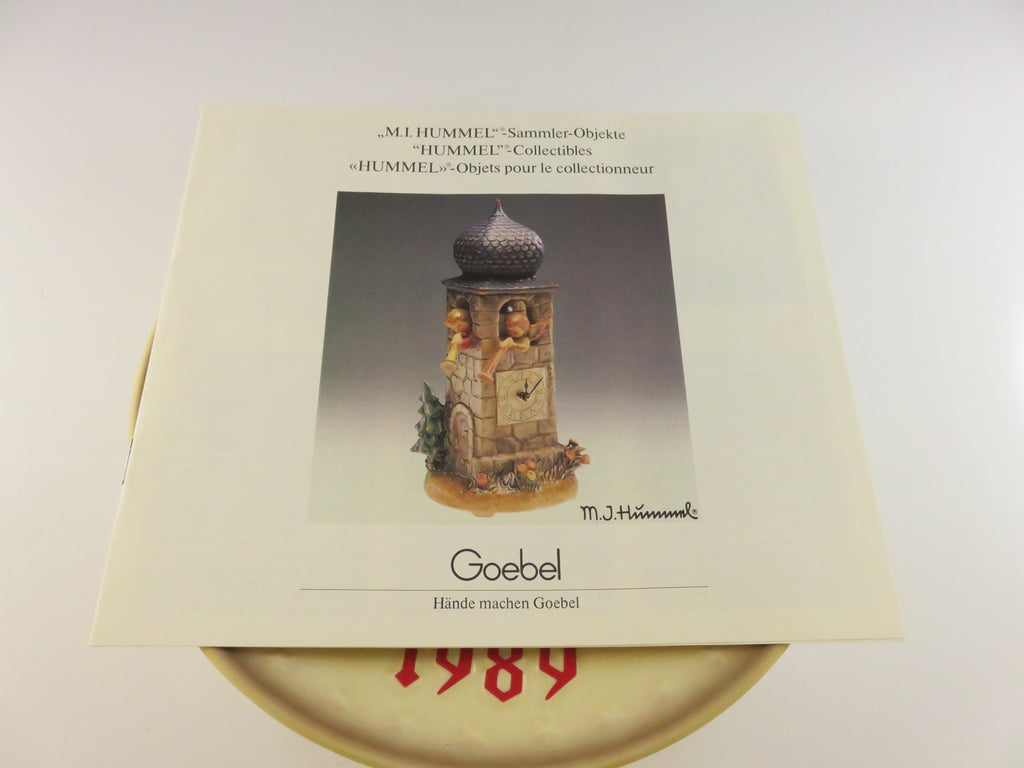 „M.I. HUMMEL“®-Sammler-Objekte
“HUMMEL”®-Collectibles
«HUMMEL»®-Objets pour le collectionneur
M.J.Hummel®
Goebel
Hände machen Goebel
1989